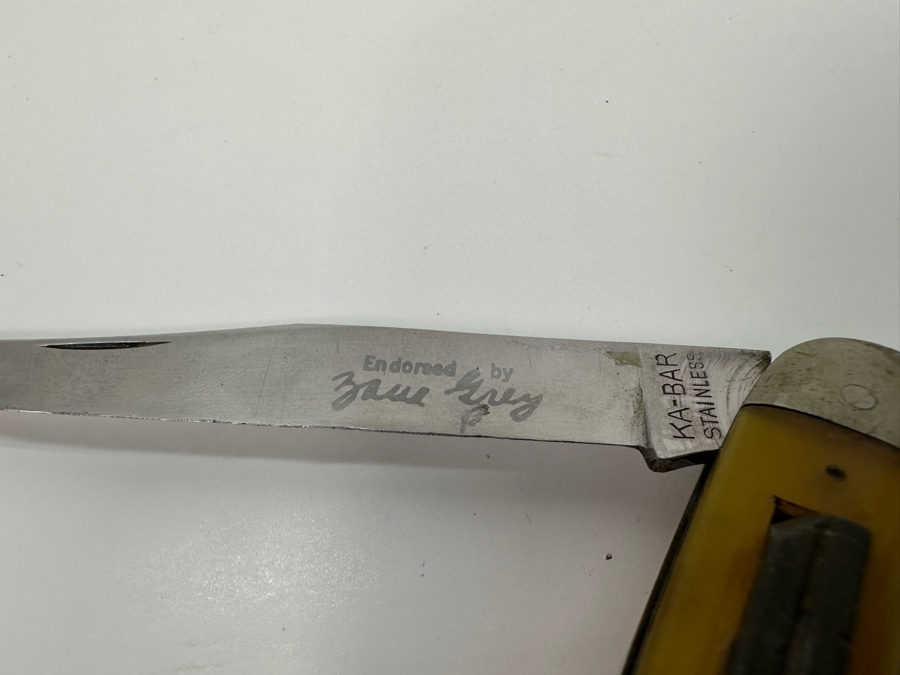 Endorsed by
Zane Grey
KA-BAR
STAINLESS